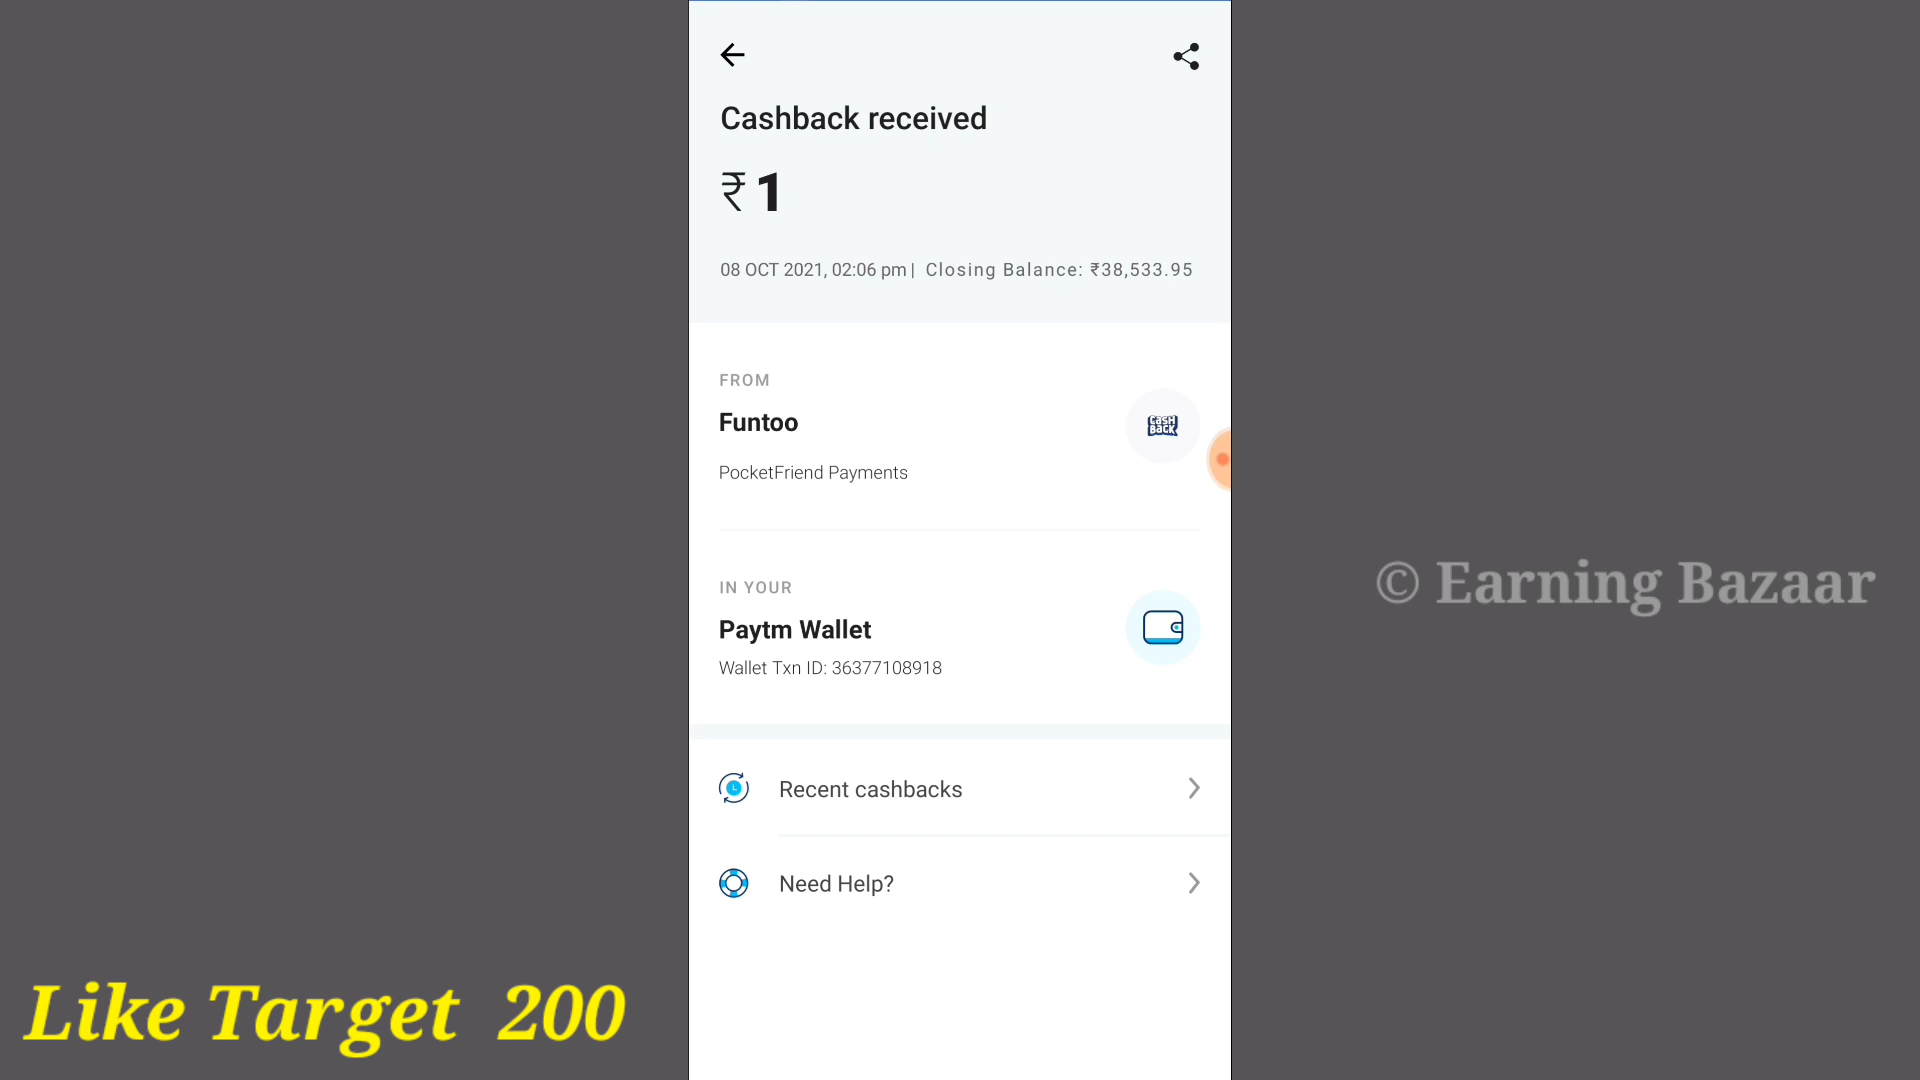 Cashback received
₹1
08 OCT 2021, 02:06 pm | Closing Balance: ₹38,533.95
FROM
Funtoo
CASH
BACK
PocketFriend Payments
IN YOUR
Paytm Wallet
Wallet Txn ID: 36377108918
Recent cashbacks
Need Help?
© Earning Bazaar
Like Target 200